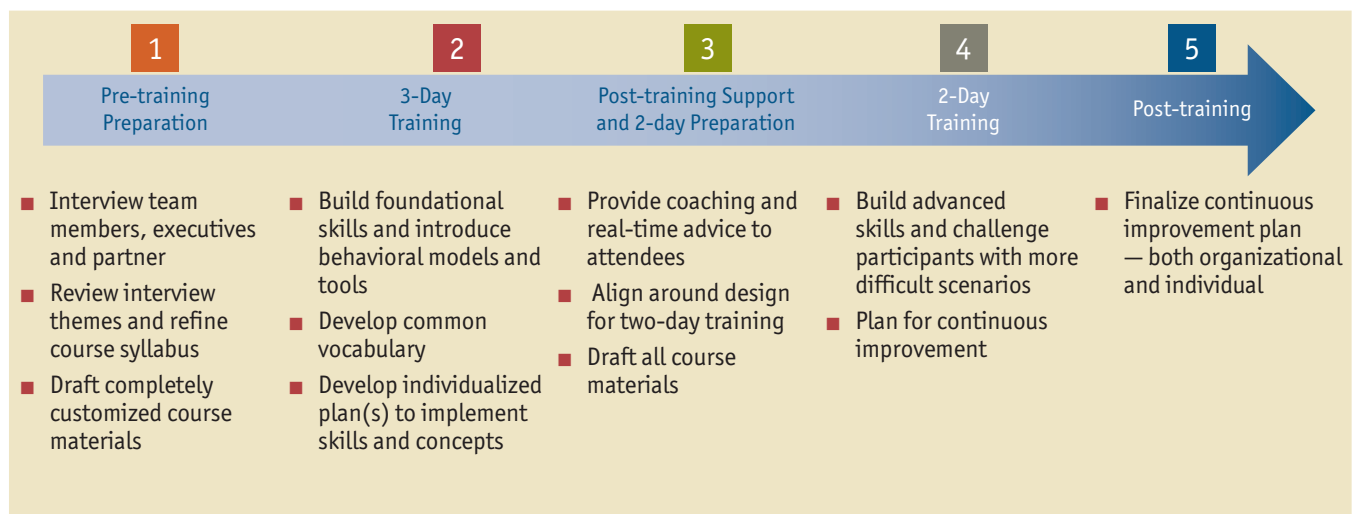 1
Pre-training
Preparation
Interview team
members, executives
and partner
Review interview
themes and refine
course syllabus
Draft completely
customized course
materials
2
3-Day
Training
Build foundational
skills and introduce
behavioral models and
tools
Develop common
vocabulary
Develop individualized
plan(s) to implement
skills and concepts
3
Post-training Support
and 2-day Preparation
Provide coaching and
real-time advice to
attendees
Align around design
for two-day training
Draft all course
materials
4
2-Day
Training
Build advanced
skills and challenge
participants with more
difficult scenarios
Plan for continuous
improvement
5
Post-training
Finalize continuous
improvement plan
— both organizational
and individual